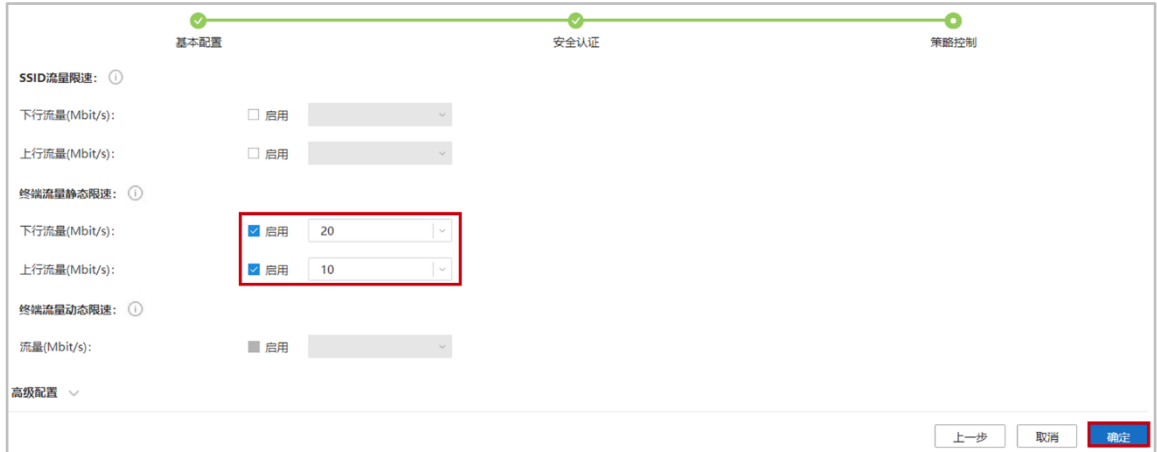 基本配置 安全认证 策略控制
SSID流量限速：
下行流量(Mbit/s)： 启用
上行流量(Mbit/s)： 启用
终端流量静态限速：
下行流量(Mbit/s)： 启用 20
上行流量(Mbit/s)： 启用 10
终端流量动态限速：
流量(Mbit/s)： 启用
高级配置
上一步 取消 确定